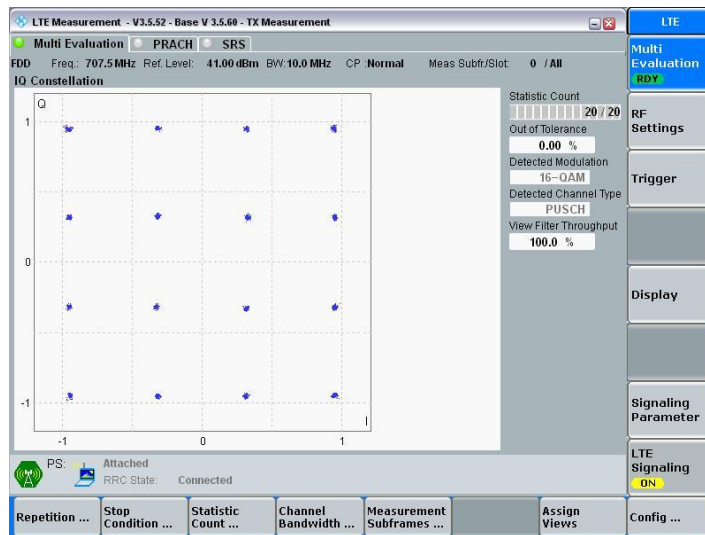 LTE Measurement - V3.5.52 - Base V 3.5.60 - TX Measurement
LTE
Multi Evaluation PRACH SRS
Multi Evaluation
RDY
FDD Freq.: 707.5 MHz Ref. Level: 41.00 dBm BW: 10.0 MHz CP : Normal Meas Subfr./Slot: 0 / All
IQ Constellation
Q
1
0
-1
-1 0 1
I
Statistic Count
20 / 20
Out of Tolerance
0.00 %
Detected Modulation
16-QAM
Detected Channel Type
PUSCH
View Filter Throughput
100.0 %
RF Settings
Trigger
Display
Signaling Parameter
LTE Signaling
ON
PS: Attached
RRC State: Connected
Repetition ...
Stop Condition ...
Statistic Count ...
Channel Bandwidth ...
Measurement Subframes ...
Assign Views
Config ...